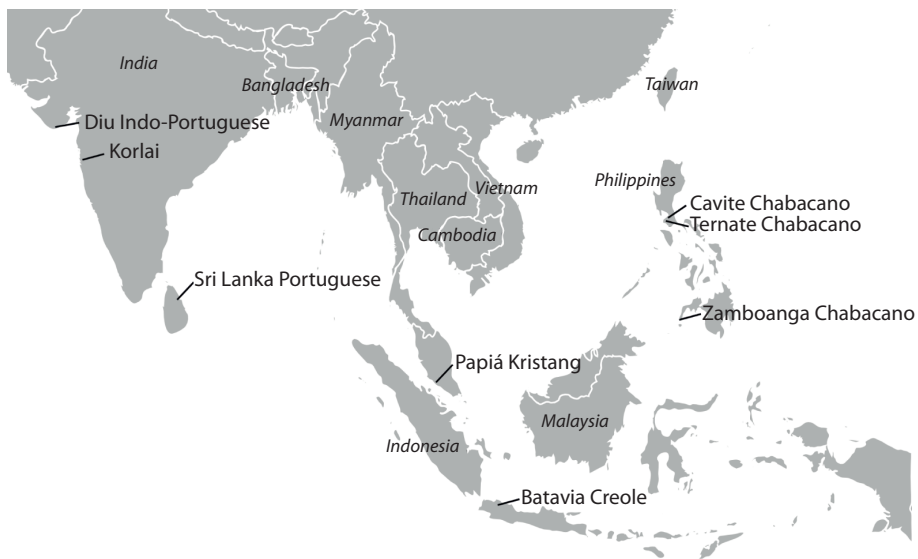 India
Bangladesh
Taiwan
Myanmar
Diu Indo-Portuguese
Korlai
Philippines
Vietnam
Thailand
Cavite Chabacano
Ternate Chabacano
Cambodia
Sri Lanka Portuguese
Zamboanga Chabacano
Papiá Kristang
Malaysia
Indonesia
Batavia Creole